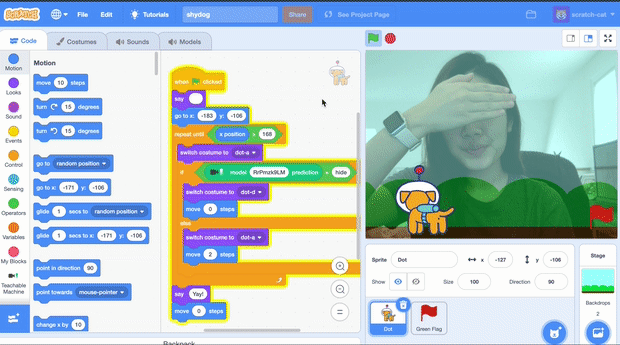 SCRATCH
File
Edit
Tutorials
shydog
Share
See Project Page
scratch-cat
Code
Costumes
Sounds
Models
Motion
Looks
Sound
Events
Control
Sensing
Operators
Variables
My Blocks
Teachable
Machine
Motion
move 10 steps
turn 15 degrees
turn 15 degrees
go to random position
go to x: -171 y: -106
glide 1 secs to random position
glide 1 secs to x: -171 y: -106
point in direction 90
point towards mouse-pointer
change x by 10
when clicked
say
go to x: -183 y: -106
repeat until x position > 168
switch costume to dot-a
if model RrPmzk9LM prediction = hide
switch costume to dot-d
move 0 steps
else
switch costume to dot-a
move 2 steps
say Yay!
move 0 steps
Backpack
Sprite Dot x -127 y -106
Show Size 100 Direction 90
Dot
Green Flag
Stage
Backdrops
2